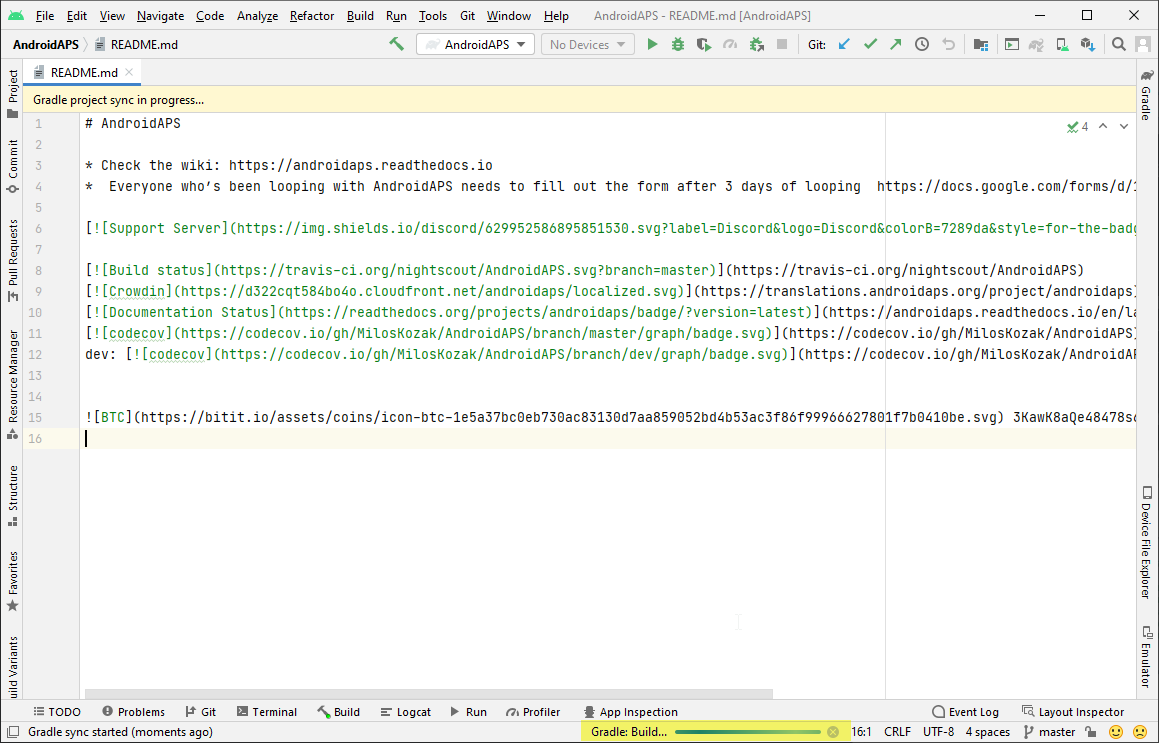 File Edit View Navigate Code Analyze Refactor Build Run Tools Git Window Help AndroidAPS - README.md [AndroidAPS]
AndroidAPS README.md AndroidAPS No Devices Git:
README.md
Gradle project sync in progress...
1 # AndroidAPS 4
2
3 * Check the wiki: https://androidaps.readthedocs.io
4 *  Everyone who’s been looping with AndroidAPS needs to fill out the form after 3 days of looping  https://docs.google.com/forms/d/1
5
6 [![Support Server](https://img.shields.io/discord/629952586895851530.svg?label=Discord&logo=Discord&colorB=7289da&style=for-the-badg
7
8 [![Build status](https://travis-ci.org/nightscout/AndroidAPS.svg?branch=master)](https://travis-ci.org/nightscout/AndroidAPS)
9 [![Crowdin](https://d322cqt584bo4o.cloudfront.net/androidaps/localized.svg)](https://translations.androidaps.org/project/androidaps)
10 [![Documentation Status](https://readthedocs.org/projects/androidaps/badge/?version=latest)](https://androidaps.readthedocs.io/en/la
11 [![codecov](https://codecov.io/gh/MilosKozak/AndroidAPS/branch/master/graph/badge.svg)](https://codecov.io/gh/MilosKozak/AndroidAPS)
12 dev: [![codecov](https://codecov.io/gh/MilosKozak/AndroidAPS/branch/dev/graph/badge.svg)](https://codecov.io/gh/MilosKozak/AndroidAP
13
14
15 ![BTC](https://bitit.io/assets/coins/icon-btc-1e5a37bc0eb730ac83130d7aa859052bd4b53ac3f86f99966627801f7b0410be.svg) 3KawK8aQe48478s
16
Project
Commit
Pull Requests
Resource Manager
Structure
Favorites
uild Variants
Gradle
Device File Explorer
Emulator
TODO Problems Git Terminal Build Logcat Run Profiler App Inspection Event Log Layout Inspector
Gradle sync started (moments ago) Gradle: Build... 16:1 CRLF UTF-8 4 spaces master